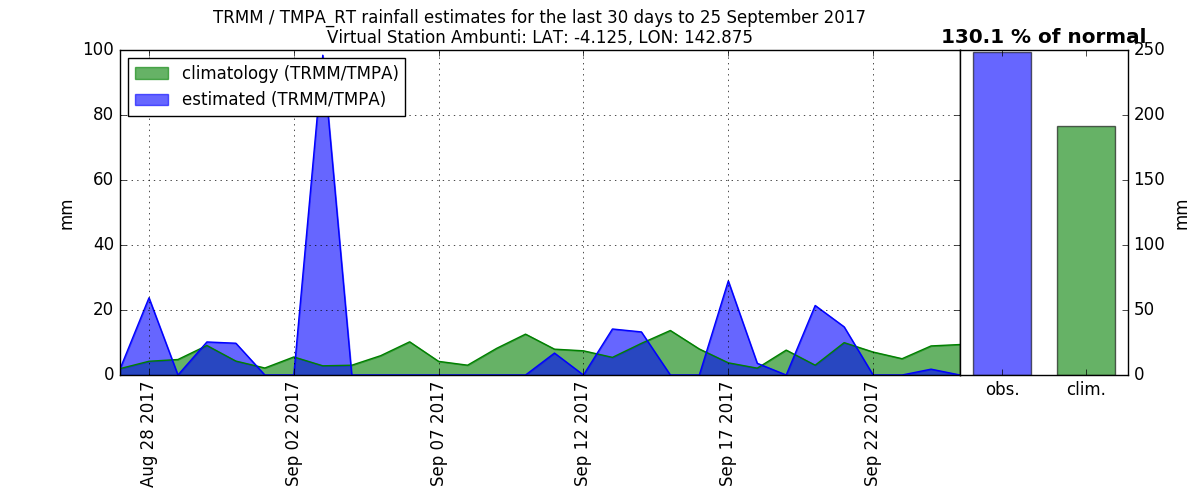 TRMM / TMPA_RT rainfall estimates for the last 30 days to 25 September 2017
Virtual Station Ambunti: LAT: -4.125, LON: 142.875
130.1 % of normal
climatology (TRMM/TMPA)
estimated (TRMM/TMPA)
100
80
60
40
20
0
mm
250
200
150
100
50
0
mm
Aug 28 2017
Sep 02 2017
Sep 07 2017
Sep 12 2017
Sep 17 2017
Sep 22 2017
obs.
clim.